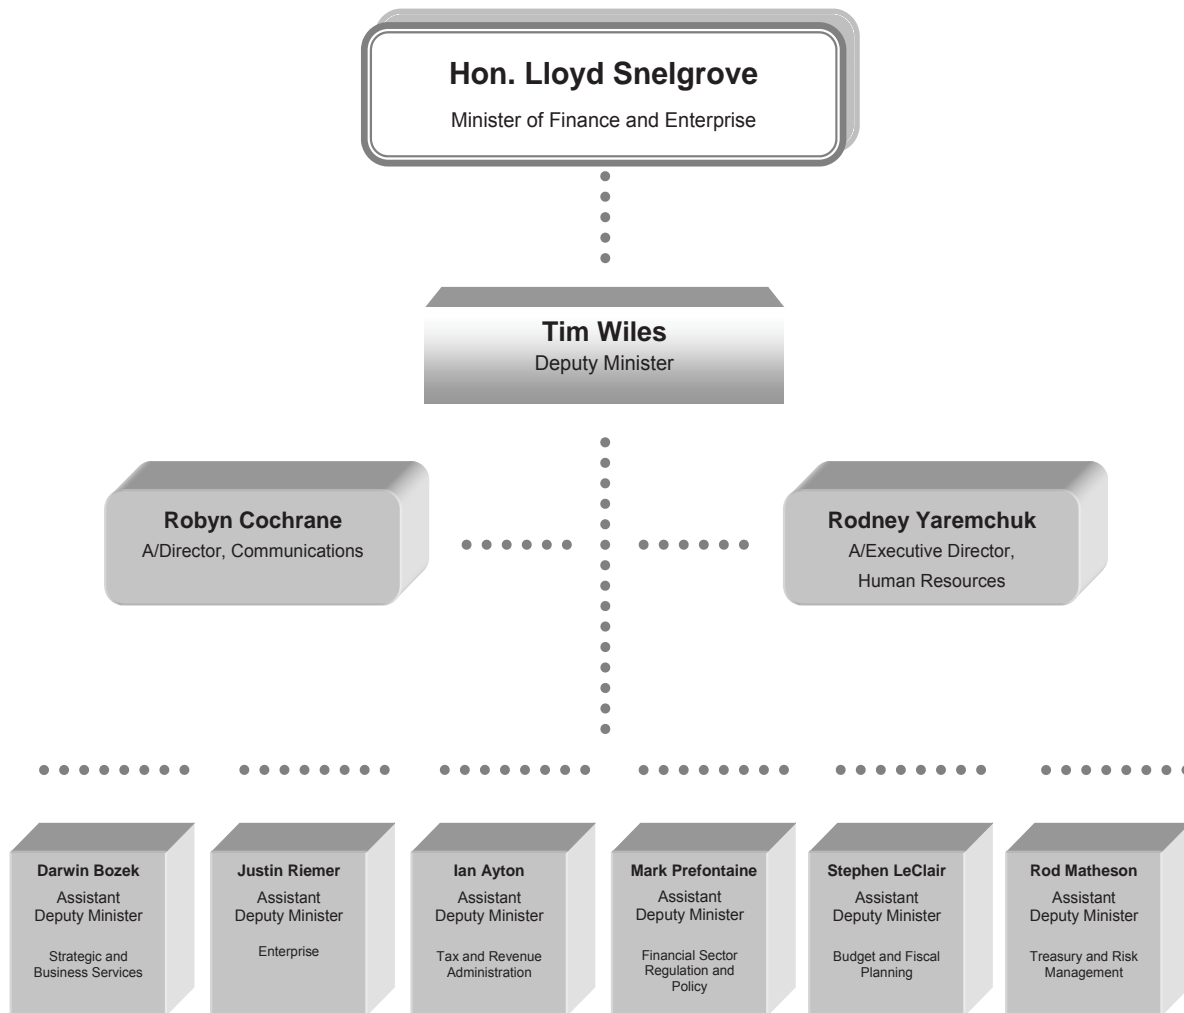 Hon. Lloyd Snelgrove
Minister of Finance and Enterprise
Tim Wiles
Deputy Minister
Robyn Cochrane
A/Director, Communications
Rodney Yaremchuk
A/Executive Director,
Human Resources
Darwin Bozek
Assistant
Deputy Minister
Strategic and
Business Services
Justin Riemer
Assistant
Deputy Minister
Enterprise
Ian Ayton
Assistant
Deputy Minister
Tax and Revenue
Administration
Mark Prefontaine
Assistant
Deputy Minister
Financial Sector
Regulation and
Policy
Stephen LeClair
Assistant
Deputy Minister
Budget and Fiscal
Planning
Rod Matheson
Assistant
Deputy Minister
Treasury and Risk
Management